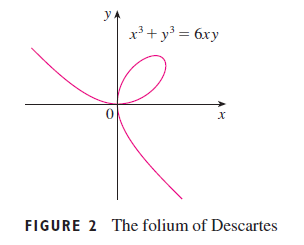 y
x³ + y³ = 6xy
0
x
FIGURE 2 The folium of Descartes